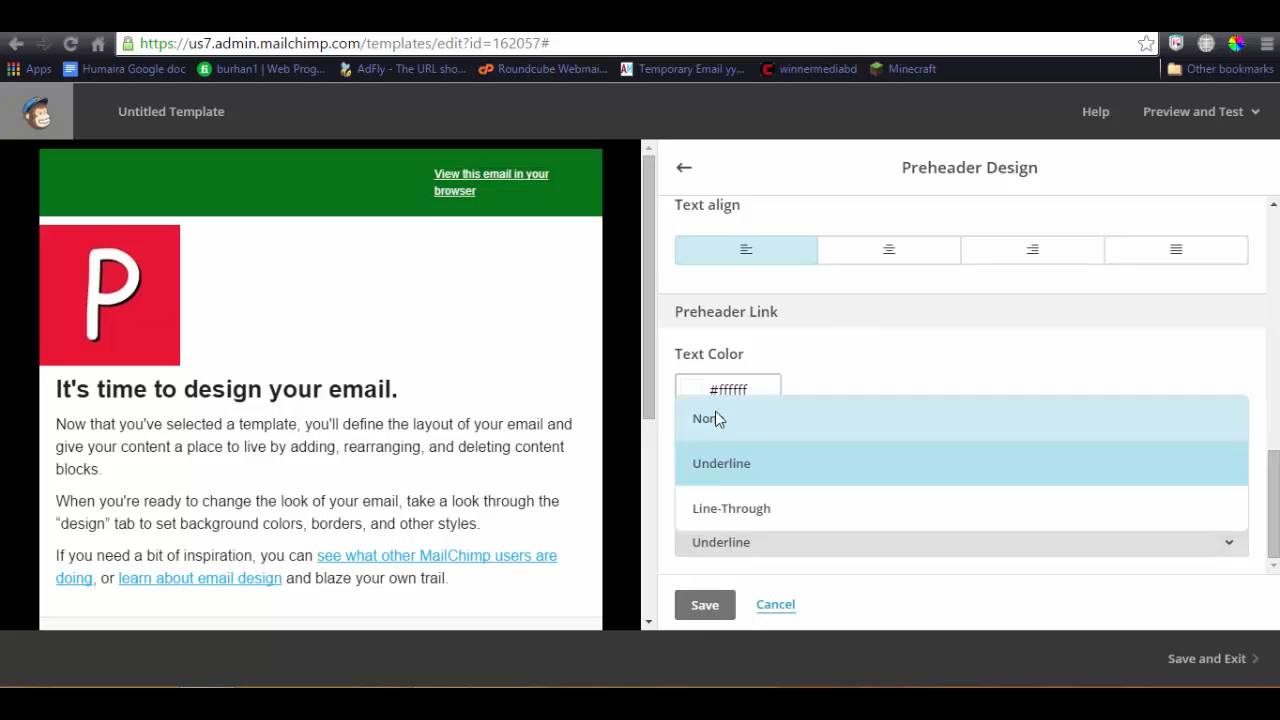 https://us7.admin.mailchimp.com/templates/edit?id=162057#
Apps
Humaira Google doc
burhan1 | Web Prog...
AdFly - The URL sho...
Roundcube Webmai...
Temporary Email yy...
winnermediabd
Minecraft
Other bookmarks
Untitled Template
Help
Preview and Test
View this email in your
browser
P
It's time to design your email.
Now that you've selected a template, you'll define the layout of your email and
give your content a place to live by adding, rearranging, and deleting content
blocks.
When you're ready to change the look of your email, take a look through the
“design” tab to set background colors, borders, and other styles.
If you need a bit of inspiration, you can see what other MailChimp users are
doing, or learn about email design and blaze your own trail.
Preheader Design
Text align
Preheader Link
Text Color
#ffffff
Underline
Line-Through
Underline
Save
Cancel
Save and Exit